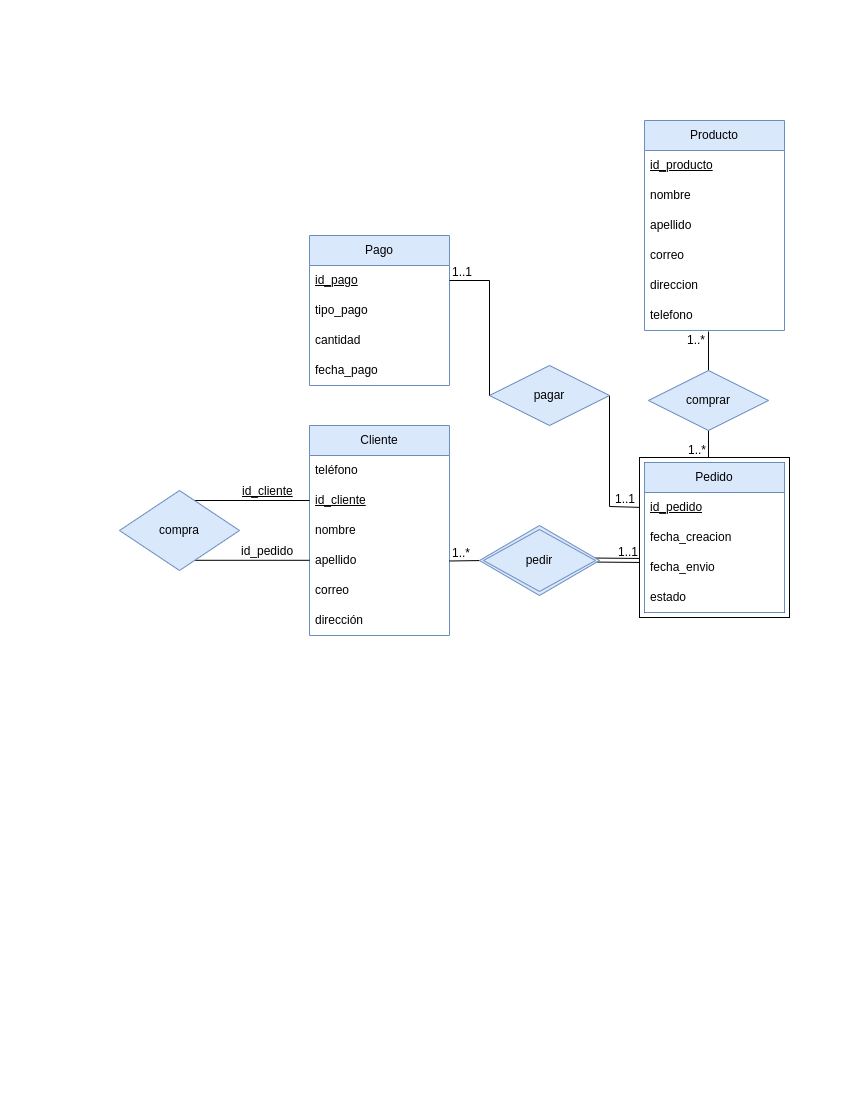 Producto
id_producto
nombre
apellido
correo
direccion
telefono
1..*
comprar
1..*
Pago
id_pago
tipo_pago
cantidad
fecha_pago
1..1
pagar
1..1
Cliente
teléfono
id_cliente
nombre
apellido
correo
dirección
id_cliente
compra
id_pedido
1..*
pedir
1..1
Pedido
id_pedido
fecha_creacion
fecha_envio
estado